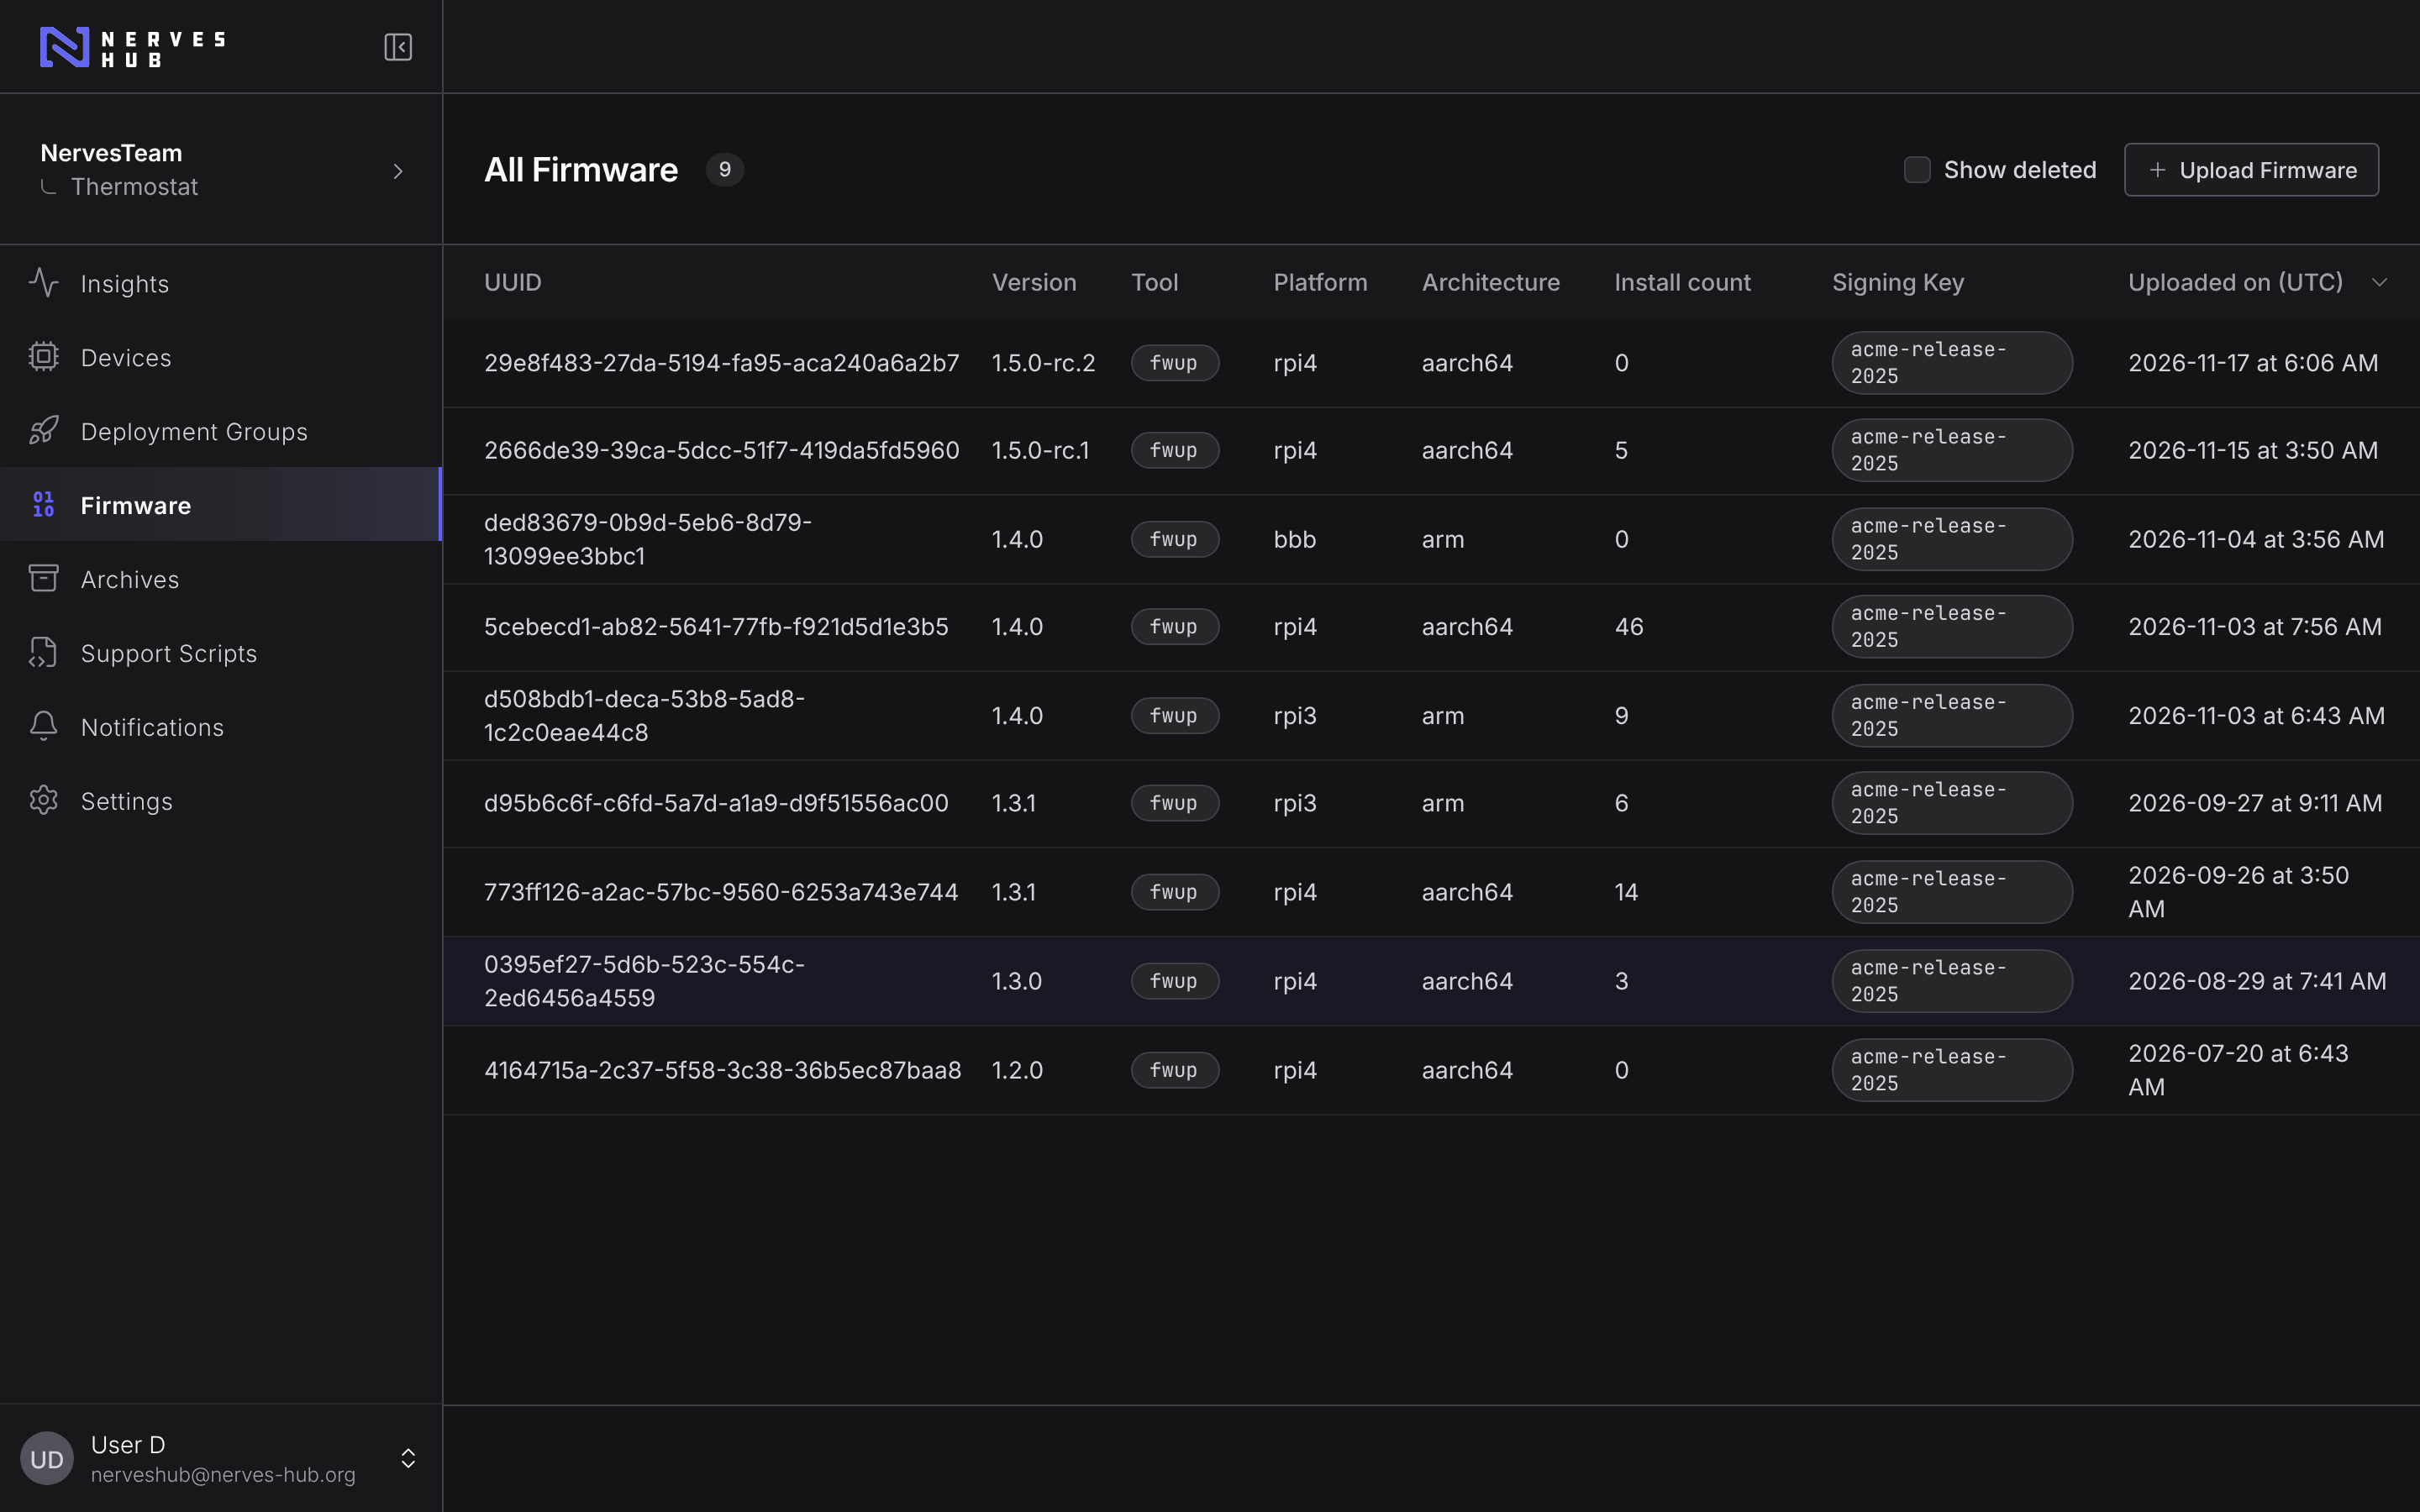 NERVES
HUB
NervesTeam
Thermostat
All Firmware 9
Show deleted
Upload Firmware
Insights
Devices
Deployment Groups
Firmware
Archives
Support Scripts
Notifications
Settings
UUID Version Tool Platform Architecture Install count Signing Key Uploaded on (UTC)
29e8f483-27da-5194-fa95-aca240a6a2b7 1.5.0-rc.2 fwup rpi4 aarch64 0 acme-release-
2025 2026-11-17 at 6:06 AM
2666de39-39ca-5dcc-51f7-419da5fd5960 1.5.0-rc.1 fwup rpi4 aarch64 5 acme-release-
2025 2026-11-15 at 3:50 AM
ded83679-0b9d-5eb6-8d79-
13099ee3bbc1 1.4.0 fwup bbb arm 0 acme-release-
2025 2026-11-04 at 3:56 AM
5cebecd1-ab82-5641-77fb-f921d5d1e3b5 1.4.0 fwup rpi4 aarch64 46 acme-release-
2025 2026-11-03 at 7:56 AM
d508bdb1-deca-53b8-5ad8-
1c2c0eae44c8 1.4.0 fwup rpi3 arm 9 acme-release-
2025 2026-11-03 at 6:43 AM
d95b6c6f-c6fd-5a7d-a1a9-d9f51556ac00 1.3.1 fwup rpi3 arm 6 acme-release-
2025 2026-09-27 at 9:11 AM
773ff126-a2ac-57bc-9560-6253a743e744 1.3.1 fwup rpi4 aarch64 14 acme-release-
2025 2026-09-26 at 3:50
AM
0395ef27-5d6b-523c-554c-
2ed6456a4559 1.3.0 fwup rpi4 aarch64 3 acme-release-
2025 2026-08-29 at 7:41 AM
4164715a-2c37-5f58-3c38-36b5ec87baa8 1.2.0 fwup rpi4 aarch64 0 acme-release-
2025 2026-07-20 at 6:43
AM
UD
User D
nerveshub@nerves-hub.org